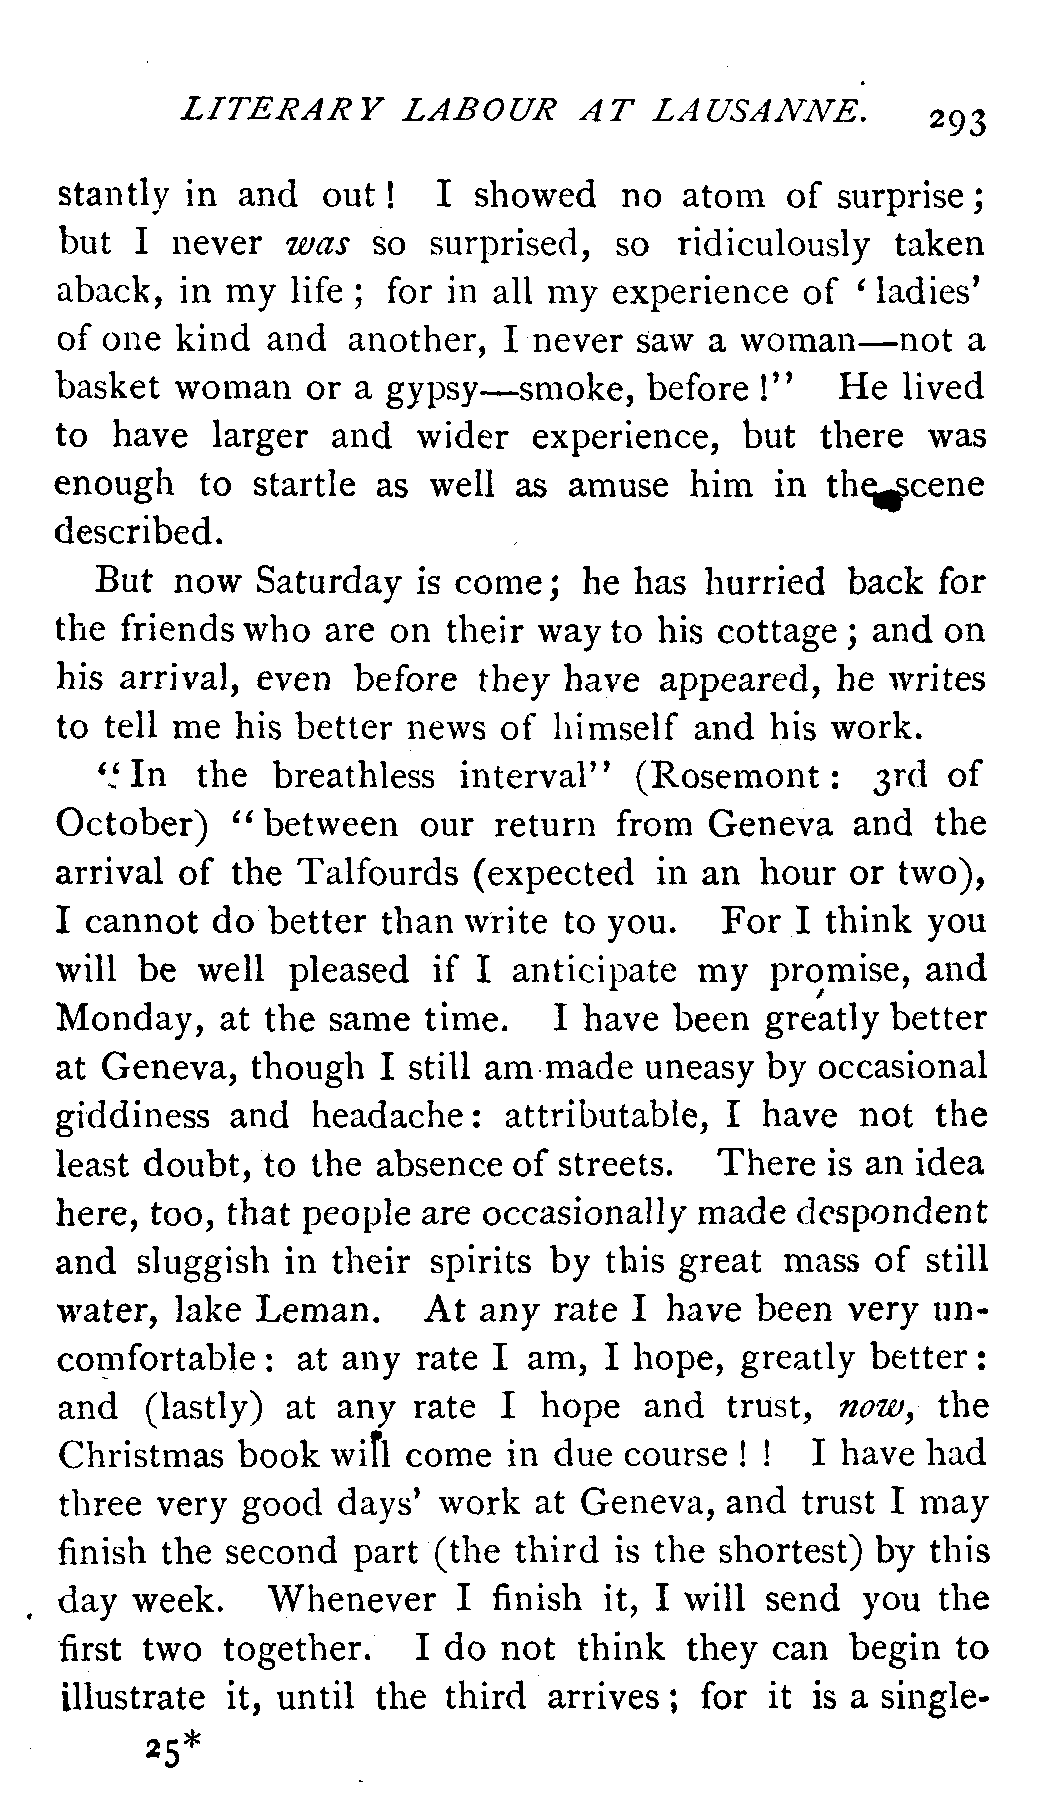 LITERARY LABOUR AT LAUSANNE. 293
stantly in and out! I showed no atom of surprise;
but I never was so surprised, so ridiculously taken
aback, in my life; for in all my experience of 'ladies'
of one kind and another, I never saw a woman—not a
basket woman or a gypsy—smoke, before!" He lived
to have larger and wider experience, but there was
enough to startle as well as amuse him in the scene
described.
But now Saturday is come; he has hurried back for
the friends who are on their way to his cottage; and on
his arrival, even before they have appeared, he writes
to tell me his better news of himself and his work.
"In the breathless interval" (Rosemont: 3rd of
October) "between our return from Geneva and the
arrival of the Talfourds (expected in an hour or two),
I cannot do better than write to you. For I think you
will be well pleased if I anticipate my promise, and
Monday, at the same time. I have been greatly better
at Geneva, though I still am made uneasy by occasional
giddiness and headache: attributable, I have not the
least doubt, to the absence of streets. There is an idea
here, too, that people are occasionally made despondent
and sluggish in their spirits by this great mass of still
water, lake Leman. At any rate I have been very un-
comfortable: at any rate I am, I hope, greatly better:
and (lastly) at any rate I hope and trust, now, the
Christmas book will come in due course!! I have had
three very good days' work at Geneva, and trust I may
finish the second part (the third is the shortest) by this
day week. Whenever I finish it, I will send you the
first two together. I do not think they can begin to
illustrate it, until the third arrives; for it is a single-
25*